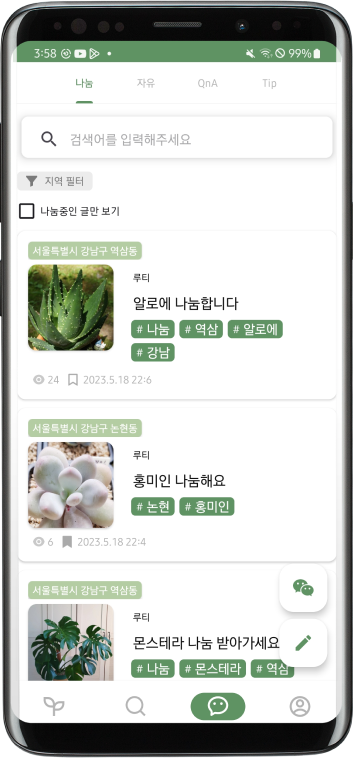 3:58 99%
나눔 자유 QnA Tip
검색어를 입력해주세요
지역 필터
나눔중인 글만 보기
서울특별시 강남구 역삼동
루티
알로에 나눔합니다
# 나눔 # 역삼 # 알로에
# 강남
24 2023.5.18 22:6
서울특별시 강남구 논현동
루티
홍미인 나눔해요
# 논현 # 홍미인
6 2023.5.18 22:4
서울특별시 강남구 역삼동
루티
몬스테라 나눔 받아가세요
# 나눔 # 몬스테라 # 역삼